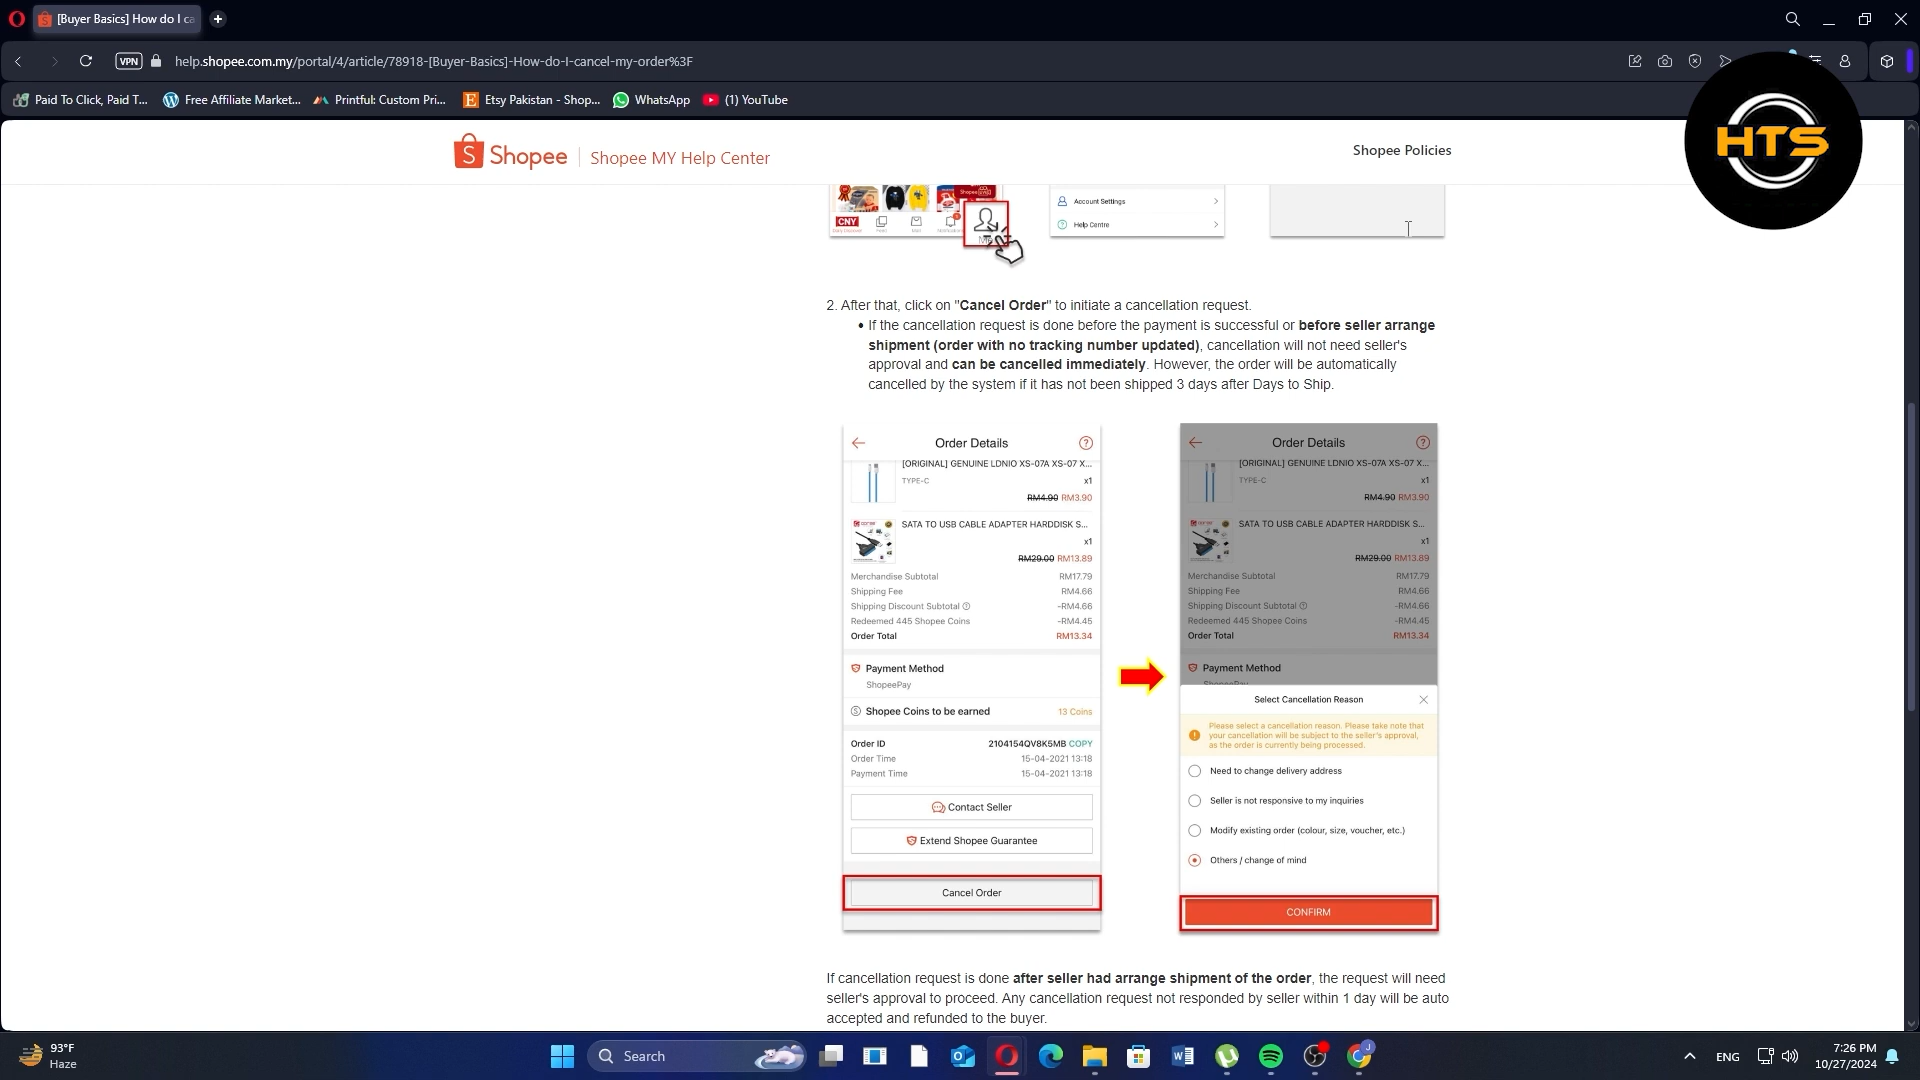 [Buyer Basics] How do I ca
VPN
help.shopee.com.my/portal/4/article/78918-[Buyer-Basics]-How-do-I-cancel-my-order%3F
Paid To Click, Paid T...
Free Affiliate Market...
Printful: Custom Pri...
Etsy Pakistan - Shop...
WhatsApp
(1) YouTube
HTS
Shopee
Shopee MY Help Center
Shopee Policies
CNY
Me
Account Settings
Help Centre
2. After that, click on "Cancel Order" to initiate a cancellation request.
• If the cancellation request is done before the payment is successful or before seller arrange
shipment (order with no tracking number updated), cancellation will not need seller's
approval and can be cancelled immediately. However, the order will be automatically
cancelled by the system if it has not been shipped 3 days after Days to Ship.
Order Details
[ORIGINAL] GENUINE LDNIO XS-07A XS-07 X...
TYPE-C
x1
RM4.90 RM3.90
SATA TO USB CABLE ADAPTER HARDDISK S...
x1
RM29.00 RM13.89
Merchandise Subtotal RM17.79
Shipping Fee RM4.66
Shipping Discount Subtotal -RM4.66
Redeemed 445 Shopee Coins -RM4.45
Order Total RM13.34
Payment Method
ShopeePay
Shopee Coins to be earned 13 Coins
Order ID 2104154QV8K5MB COPY
Order Time 15-04-2021 13:18
Payment Time 15-04-2021 13:18
Contact Seller
Extend Shopee Guarantee
Cancel Order
Order Details
[ORIGINAL] GENUINE LDNIO XS-07A XS-07 X...
TYPE-C
x1
RM4.90 RM3.90
SATA TO USB CABLE ADAPTER HARDDISK S...
x1
RM29.00 RM13.89
Merchandise Subtotal RM17.79
Shipping Fee RM4.66
Shipping Discount Subtotal -RM4.66
Redeemed 445 Shopee Coins -RM4.45
Order Total RM13.34
Payment Method
ShopeePay
Select Cancellation Reason
Please select a cancellation reason. Please take note that
your cancellation will be subject to the seller's approval,
as the order is currently being processed.
Need to change delivery address
Seller is not responsive to my inquiries
Modify existing order (colour, size, voucher, etc.)
Others / change of mind
CONFIRM
If cancellation request is done after seller had arrange shipment of the order, the request will need
seller's approval to proceed. Any cancellation request not responded by seller within 1 day will be auto
accepted and refunded to the buyer.
93°F
Haze
Search
ENG
7:26 PM
10/27/2024